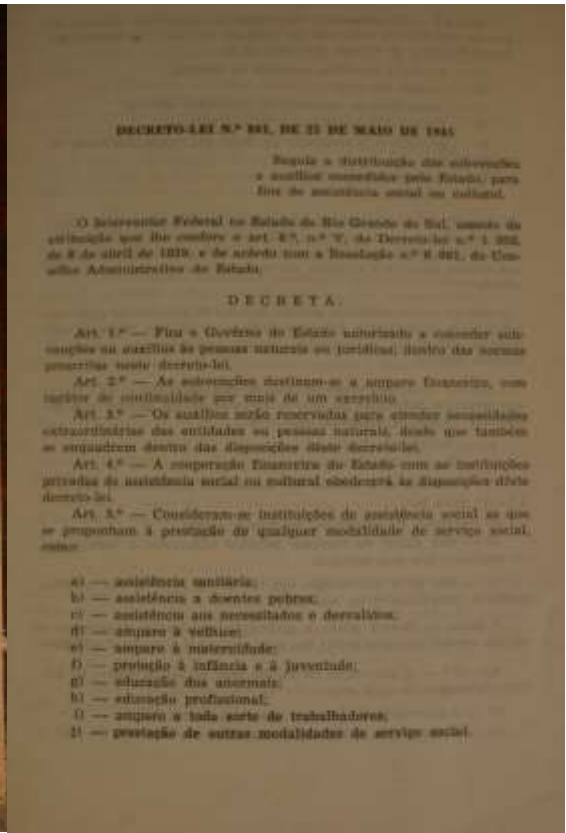 DECRETO-LEI N.º 801, DE 25 DE MAIO DE 1945
Regula a distribuição das subvenções
e auxílios concedidos pelo Estado, para
fins de assistência social ou cultural.
O Interventor Federal no Estado do Rio Grande do Sul, usando da
atribuição que lhe confere o art. 6.º, n.º V, do Decreto-lei n.º 1 202,
de 8 de abril de 1939, e de acôrdo com a Resolução n.º 6 661, do Con-
selho Administrativo do Estado,
DECRETA:
Art. 1.º — Fica o Govêrno do Estado autorizado a conceder sub-
venções ou auxílios às pessoas naturais ou jurídicas, dentro das normas
prescritas neste decreto-lei.
Art. 2.º — As subvenções destinam-se a amparo financeiro, com
caráter de continuidade por mais de um exercício.
Art. 3.º — Os auxílios serão reservados para atender necessidades
extraordinárias das entidades ou pessoas naturais, desde que também
se enquadrem dentro das disposições dêste decreto-lei.
Art. 4.º — A cooperação financeira do Estado com as instituições
privadas de assistência social ou cultural obedecerá às disposições dêste
decreto-lei.
Art. 5.º — Consideram-se instituições de assistência social as que
se proponham à prestação de qualquer modalidade de serviço social,
como:
a) — assistência sanitária;
b) — assistência a doentes pobres;
c) — assistência aos necessitados e desvalidos;
d) — amparo à velhice;
e) — amparo à maternidade;
f) — proteção à infância e à juventude;
g) — educação dos anormais;
h) — educação profissional;
i) — amparo a toda sorte de trabalhadores;
j) — prestação de outras modalidades de serviço social.